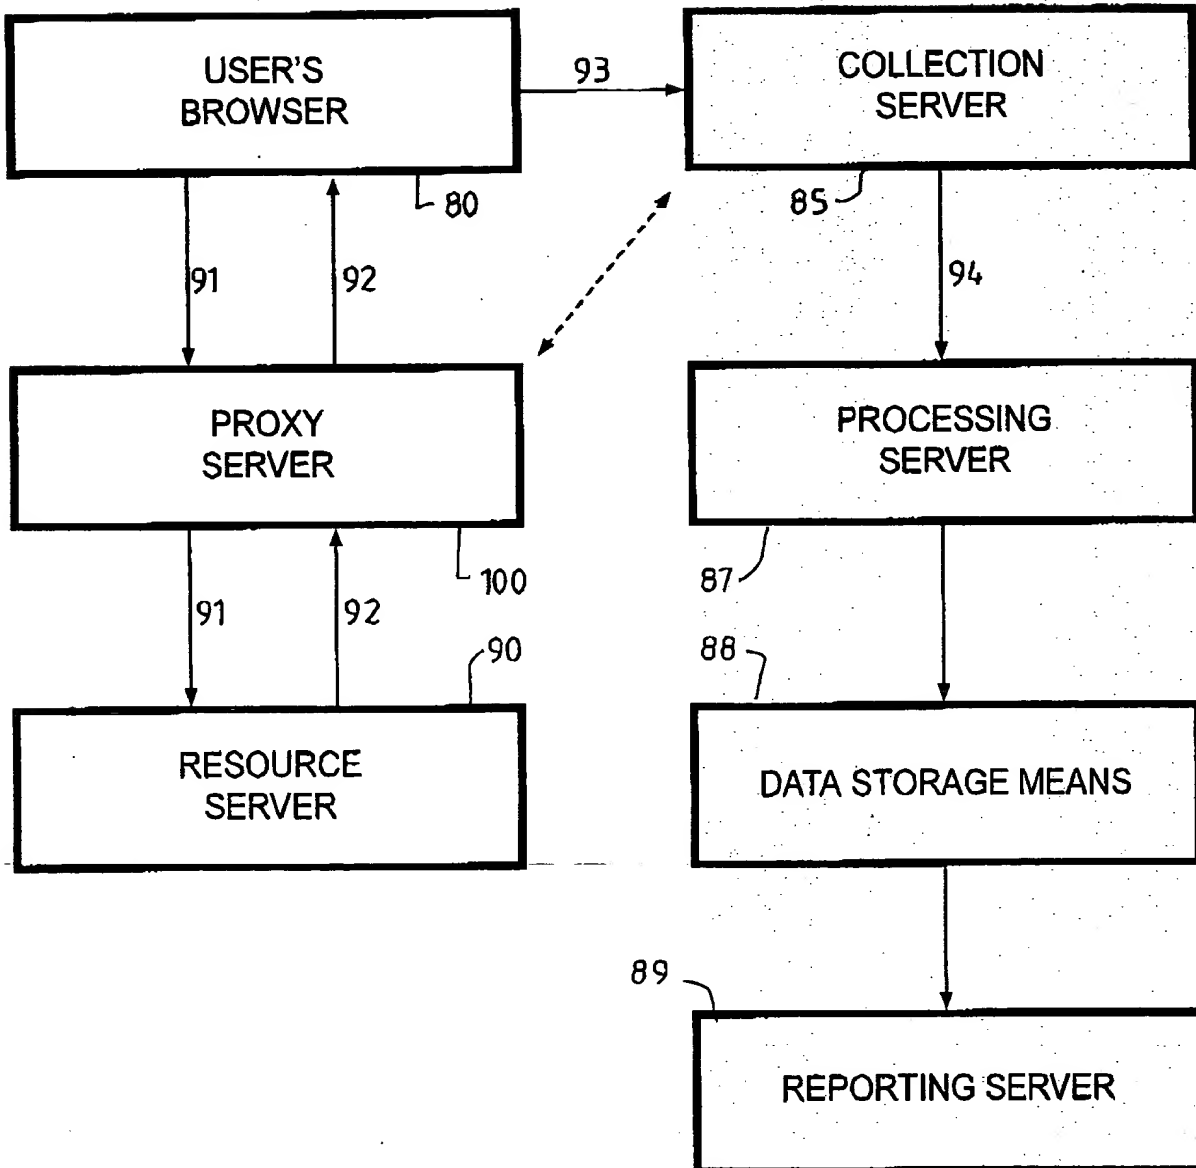 USER'S
BROWSER
93
COLLECTION
SERVER
80
85
91
92
94
PROXY
SERVER
PROCESSING
SERVER
100
87
91
92
90
88
RESOURCE
SERVER
DATA STORAGE MEANS
89
REPORTING SERVER